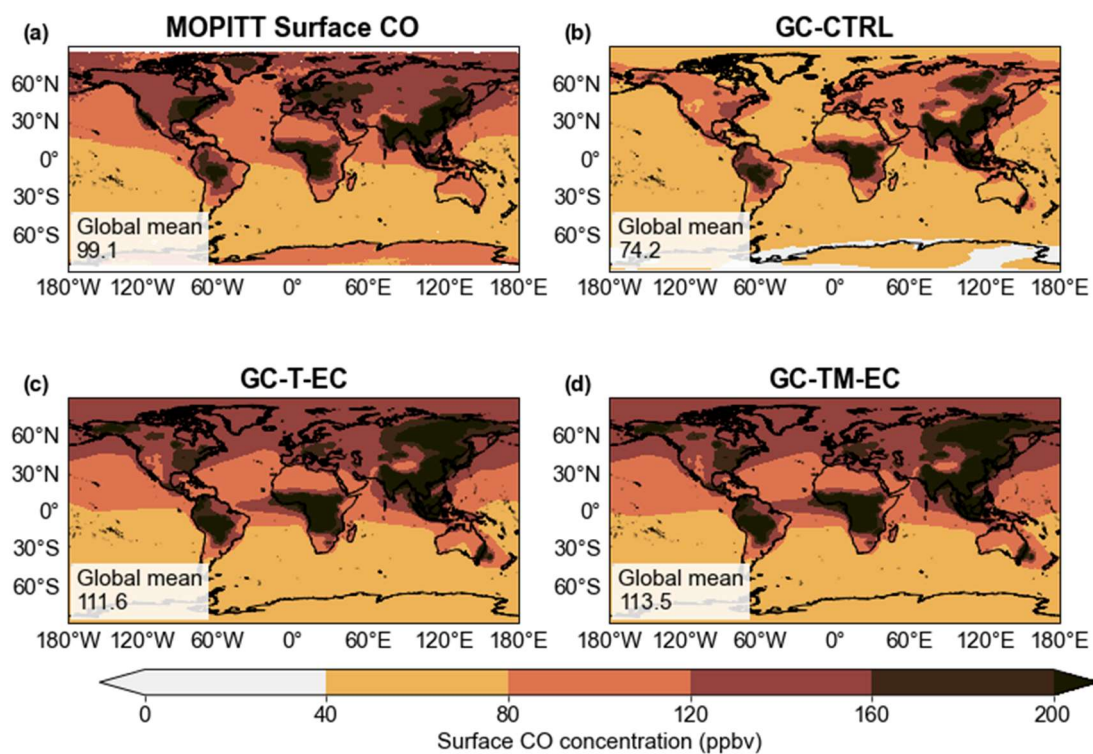 (a) MOPITT Surface CO
60°N
30°N
0°
30°S
60°S
Global mean
99.1
180°W 120°W 60°W 0° 60°E 120°E 180°E
(b) GC-CTRL
60°N
30°N
0°
30°S
60°S
Global mean
74.2
180°W 120°W 60°W 0° 60°E 120°E 180°E
(c) GC-T-EC
60°N
30°N
0°
30°S
60°S
Global mean
111.6
180°W 120°W 60°W 0° 60°E 120°E 180°E
(d) GC-TM-EC
60°N
30°N
0°
30°S
60°S
Global mean
113.5
180°W 120°W 60°W 0° 60°E 120°E 180°E
0 40 80 120 160 200
Surface CO concentration (ppbv)